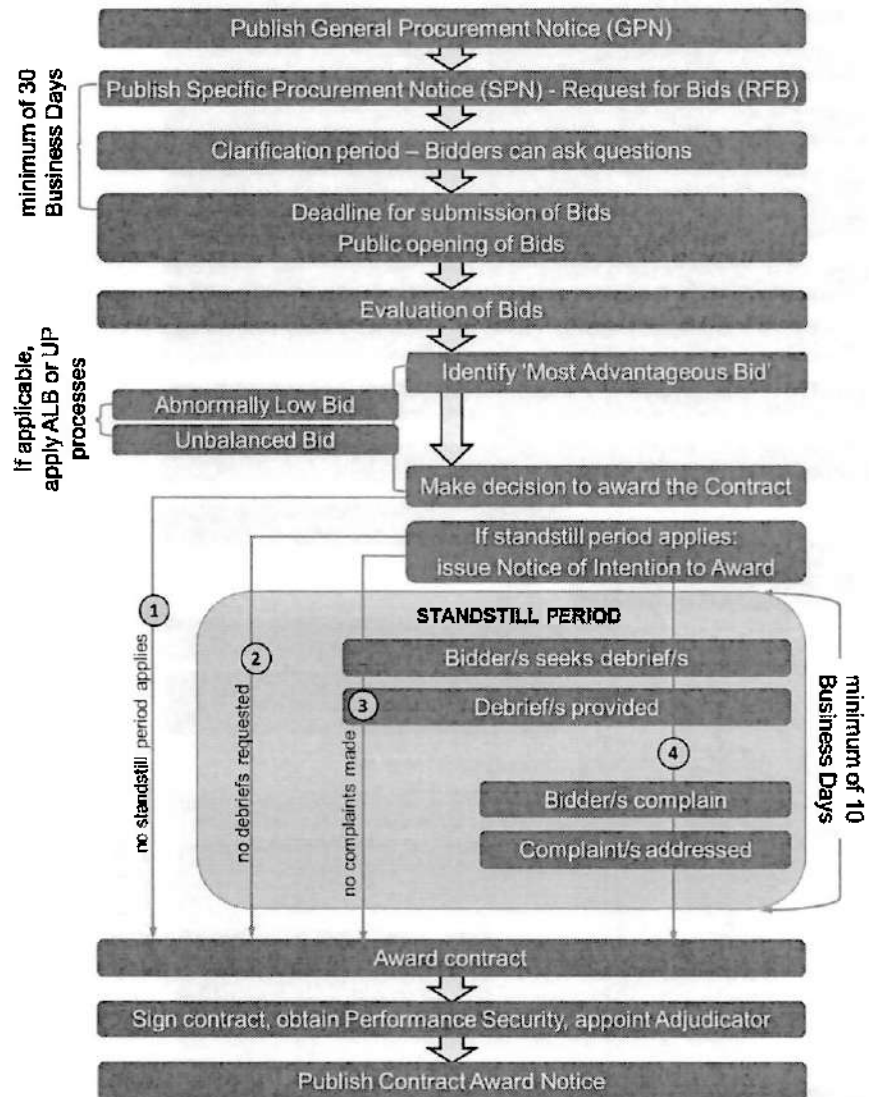 Publish General Procurement Notice (GPN)
minimum of 30
Business Days
Publish Specific Procurement Notice (SPN) - Request for Bids (RFB)
Clarification period – Bidders can ask questions
Deadline for submission of Bids
Public opening of Bids
Evaluation of Bids
If applicable,
apply ALB or UP
processes
Identify 'Most Advantageous Bid'
Abnormally Low Bid
Unbalanced Bid
Make decision to award the Contract
If standstill period applies:
issue Notice of Intention to Award
1
no standstill period applies
STANDSTILL PERIOD
2
no debriefs requested
Bidder/s seeks debrief/s
3
Debrief/s provided
no complaints made
4
Bidder/s complain
Complaint/s addressed
minimum of 10
Business Days
Award contract
Sign contract, obtain Performance Security, appoint Adjudicator
Publish Contract Award Notice